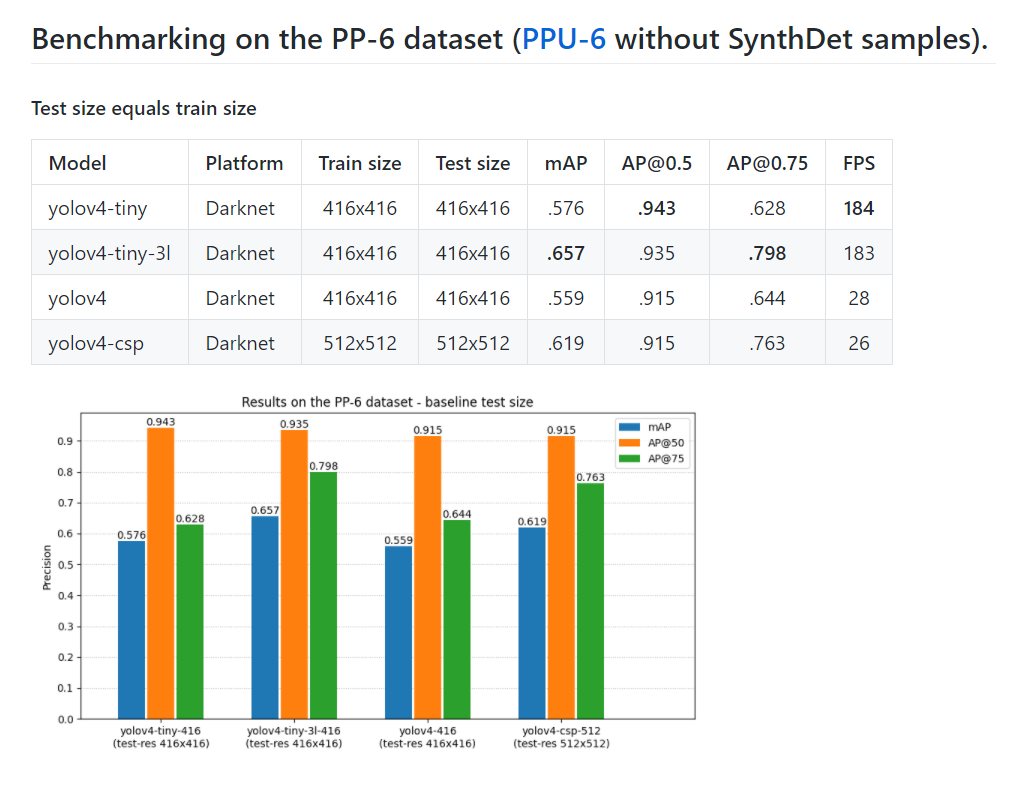 Benchmarking on the PP-6 dataset (PPU-6 without SynthDet samples).
Test size equals train size
Model Platform Train size Test size mAP AP@0.5 AP@0.75 FPS
yolov4-tiny Darknet 416x416 416x416 .576 .943 .628 184
yolov4-tiny-3l Darknet 416x416 416x416 .657 .935 .798 183
yolov4 Darknet 416x416 416x416 .559 .915 .644 28
yolov4-csp Darknet 512x512 512x512 .619 .915 .763 26
Results on the PP-6 dataset - baseline test size
mAP
AP@50
AP@75
Precision
0.9
0.8
0.7
0.6
0.5
0.4
0.3
0.2
0.1
0.0
0.576 0.943 0.628
0.657 0.935 0.798
0.559 0.915 0.644
0.619 0.915 0.763
yolov4-tiny-416
(test-res 416x416)
yolov4-tiny-3l-416
(test-res 416x416)
yolov4-416
(test-res 416x416)
yolov4-csp-512
(test-res 512x512)